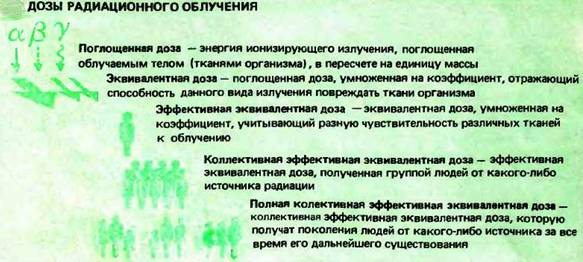 ДОЗЫ РАДИАЦИОННОГО ОБЛУЧЕНИЯ
α β γ
Поглощенная доза — энергия ионизирующего излучения, поглощенная
облучаемым телом (тканями организма), в пересчете на единицу массы
Эквивалентная доза — поглощенная доза, умноженная на коэффициент, отражающий
способность данного вида излучения повреждать ткани организма
Эффективная эквивалентная доза — эквивалентная доза, умноженная на
коэффициент, учитывающий разную чувствительность различных тканей
к облучению
Коллективная эффективная эквивалентная доза — эффективная
эквивалентная доза, полученная группой людей от какого-либо
источника радиации
Полная колективная эффективная эквивалентная доза —
коллективная эффективная эквивалентная доза, которую
получат поколения людей от какого-либо источника за все
время его дальнейшего существования